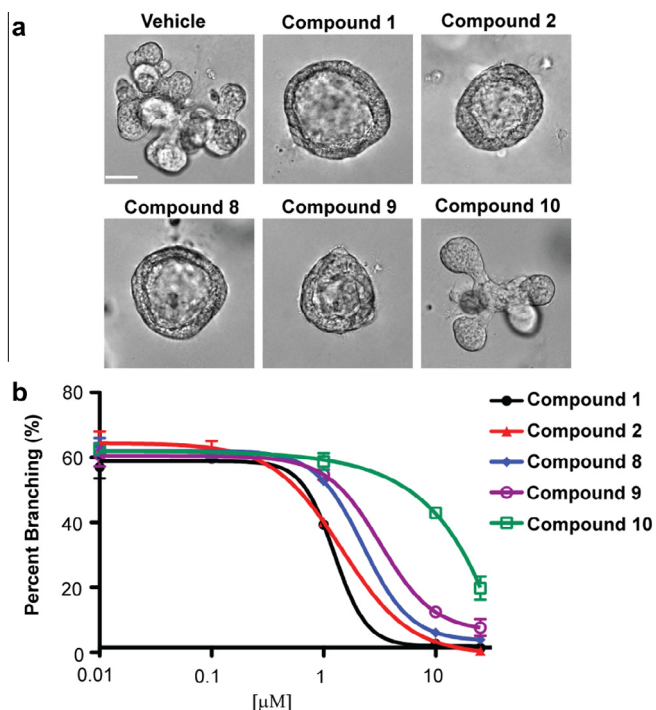 a
Vehicle
Compound 1
Compound 2
Compound 8
Compound 9
Compound 10
b
Percent Branching (%)
80
60
40
20
0
0.01
0.1
1
10
[µM]
Compound 1
Compound 2
Compound 8
Compound 9
Compound 10